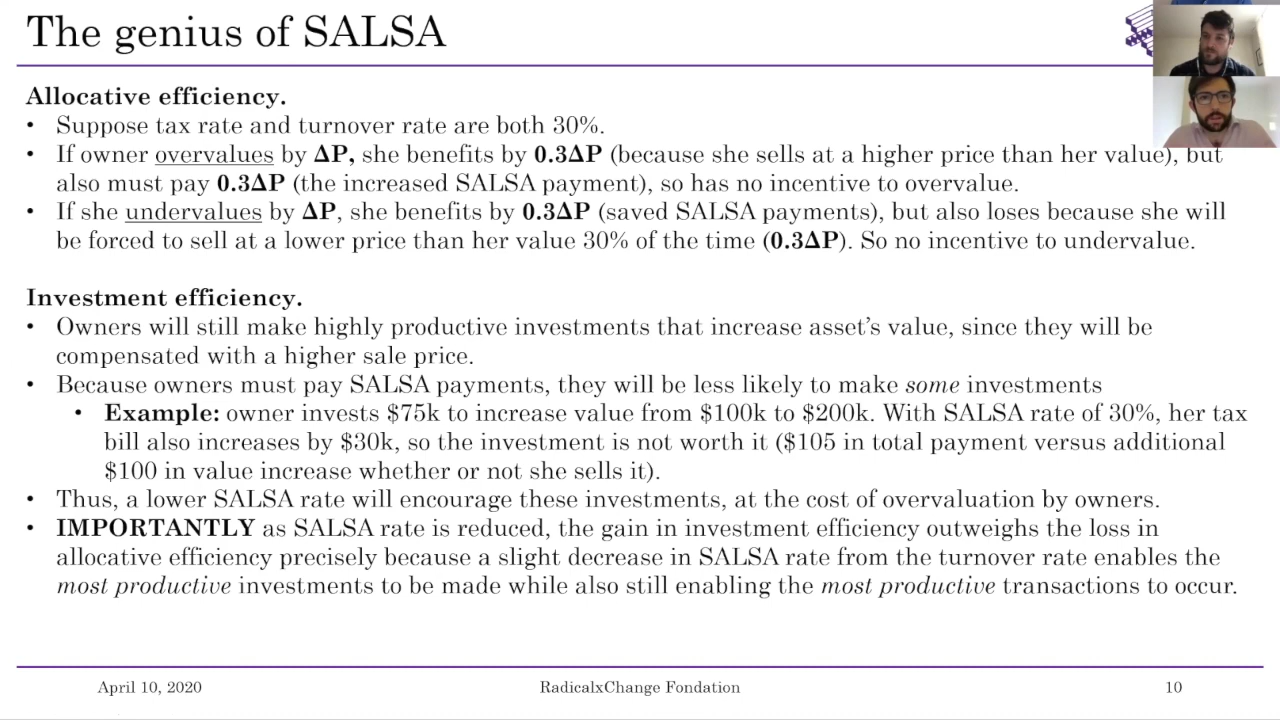 The genius of SALSA
Allocative efficiency.
• Suppose tax rate and turnover rate are both 30%.
• If owner overvalues by ΔP, she benefits by 0.3ΔP (because she sells at a higher price than her value), but
also must pay 0.3ΔP (the increased SALSA payment), so has no incentive to overvalue.
• If she undervalues by ΔP, she benefits by 0.3ΔP (saved SALSA payments), but also loses because she will
be forced to sell at a lower price than her value 30% of the time (0.3ΔP). So no incentive to undervalue.
Investment efficiency.
• Owners will still make highly productive investments that increase asset's value, since they will be
compensated with a higher sale price.
• Because owners must pay SALSA payments, they will be less likely to make some investments
• Example: owner invests $75k to increase value from $100k to $200k. With SALSA rate of 30%, her tax
bill also increases by $30k, so the investment is not worth it ($105 in total payment versus additional
$100 in value increase whether or not she sells it).
• Thus, a lower SALSA rate will encourage these investments, at the cost of overvaluation by owners.
• IMPORTANTLY as SALSA rate is reduced, the gain in investment efficiency outweighs the loss in
allocative efficiency precisely because a slight decrease in SALSA rate from the turnover rate enables the
most productive investments to be made while also still enabling the most productive transactions to occur.
April 10, 2020
RadicalxChange Fondation
10